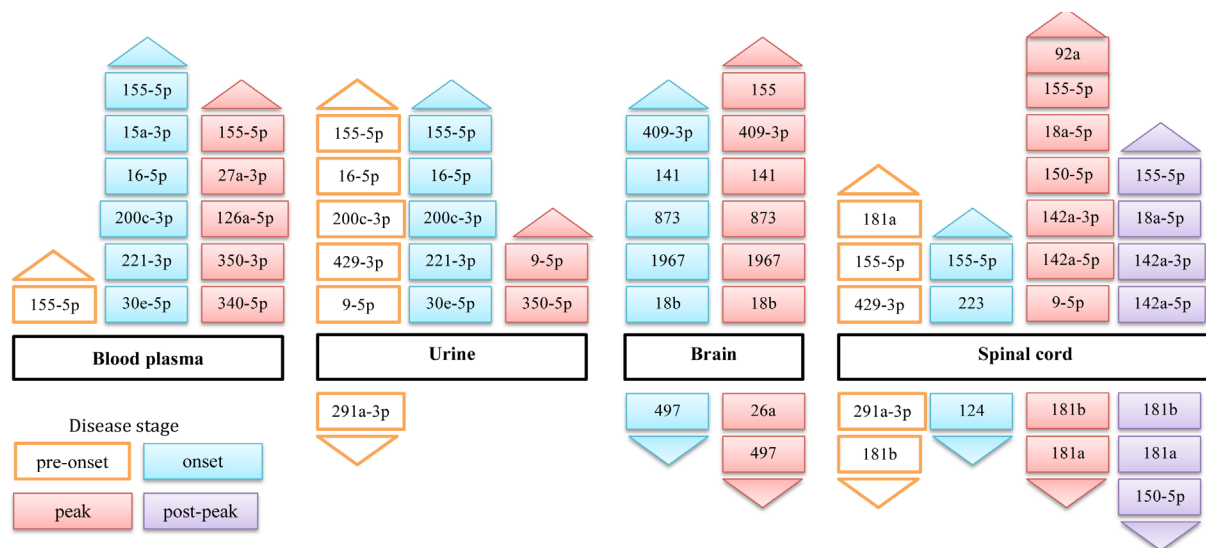 155-5p
155-5p
15a-3p
16-5p
200c-3p
221-3p
30e-5p
155-5p
27a-3p
126a-5p
350-3p
340-5p
Blood plasma
155-5p
16-5p
200c-3p
429-3p
9-5p
155-5p
16-5p
200c-3p
221-3p
30e-5p
9-5p
350-5p
Urine
291a-3p
409-3p
141
873
1967
18b
155
409-3p
141
873
1967
18b
Brain
497
26a
497
181a
155-5p
429-3p
155-5p
223
92a
155-5p
18a-5p
150-5p
142a-3p
142a-5p
9-5p
155-5p
18a-5p
142a-3p
142a-5p
Spinal cord
291a-3p
181b
124
181b
181a
181b
181a
150-5p
Disease stage
pre-onset
onset
peak
post-peak